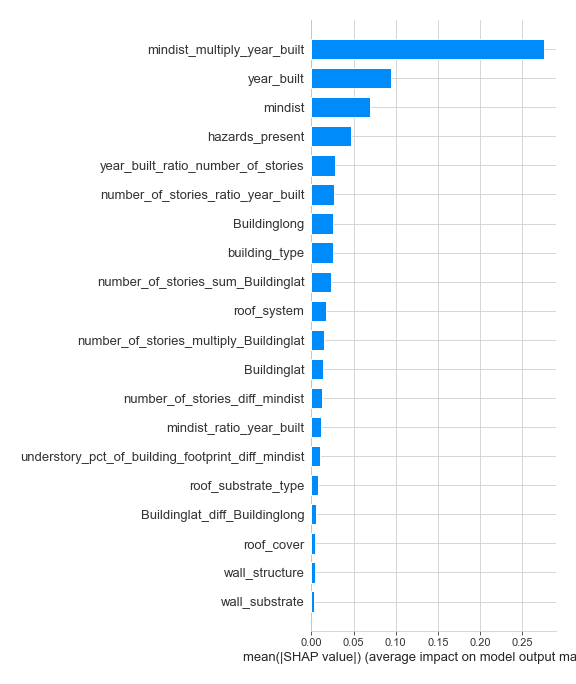 mindist_multiply_year_built
year_built
mindist
hazards_present
year_built_ratio_number_of_stories
number_of_stories_ratio_year_built
Buildinglong
building_type
number_of_stories_sum_Buildinglat
roof_system
number_of_stories_multiply_Buildinglat
Buildinglat
number_of_stories_diff_mindist
mindist_ratio_year_built
understory_pct_of_building_footprint_diff_mindist
roof_substrate_type
Buildinglat_diff_Buildinglong
roof_cover
wall_structure
wall_substrate
0.00 0.05 0.10 0.15 0.20 0.25
mean(|SHAP value|) (average impact on model output ma